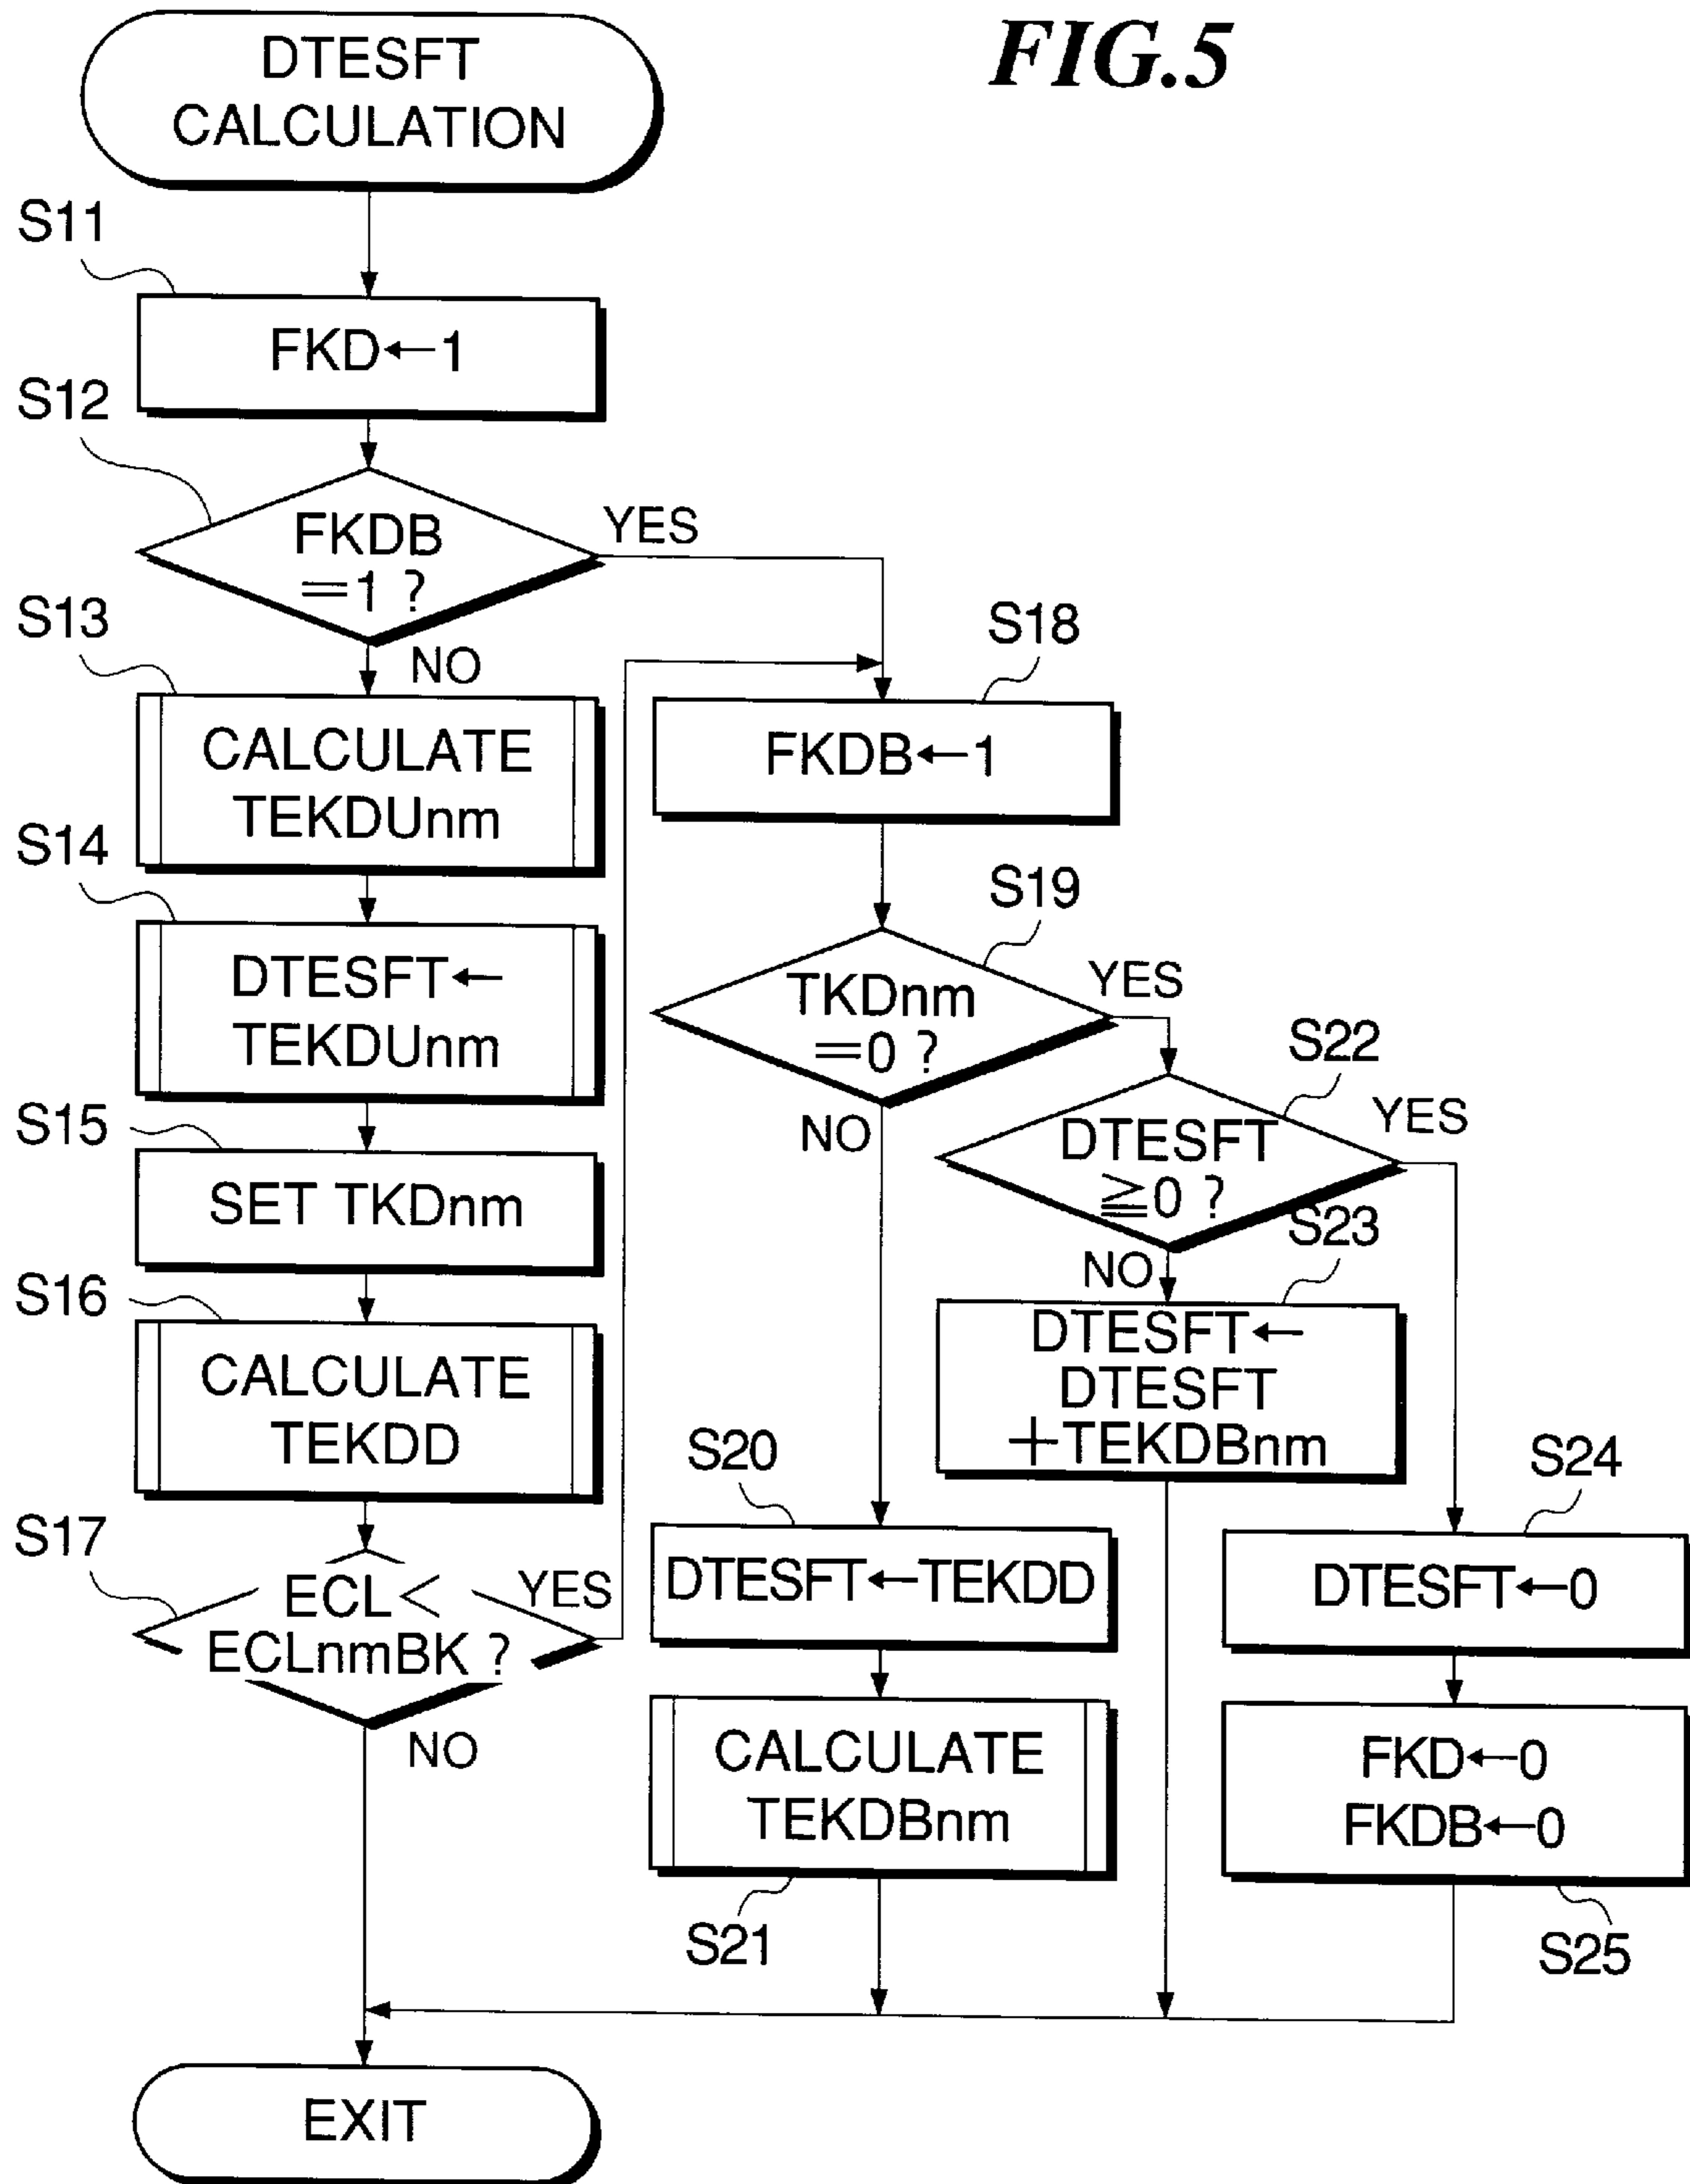 FIG.5
DTESFT
CALCULATION
S11
FKD←1
S12
FKDB
=1 ?
YES
NO
S13
CALCULATE
TEKDUnm
S14
DTESFT←
TEKDUnm
S15
SET TKDnm
S16
CALCULATE
TEKDD
S17
ECL<
ECLnmBK ?
YES
NO
S18
FKDB←1
S19
TKDnm
=0 ?
YES
NO
S20
DTESFT←TEKDD
CALCULATE
TEKDBnm
S21
S22
DTESFT
≧0 ?
YES
NO
S23
DTESFT←
DTESFT
+TEKDBnm
S24
DTESFT←0
FKD←0
FKDB←0
S25
EXIT